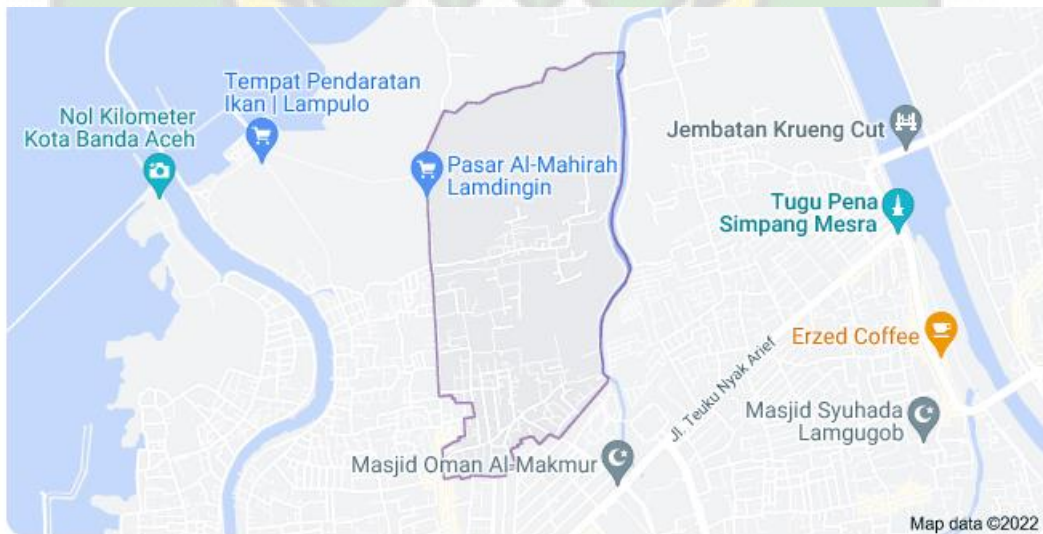 Tempat Pendaratan
Ikan | Lampulo
Nol Kilometer
Kota Banda Aceh
Jembatan Krueng Cut
Pasar Al-Mahirah
Lamdingin
Tugu Pena
Simpang Mesra
Erzed Coffee
Jl. Teuku Nyak Arief
Masjid Syuhada
Lamgugob
Masjid Oman Al-Makmur
Map data ©2022